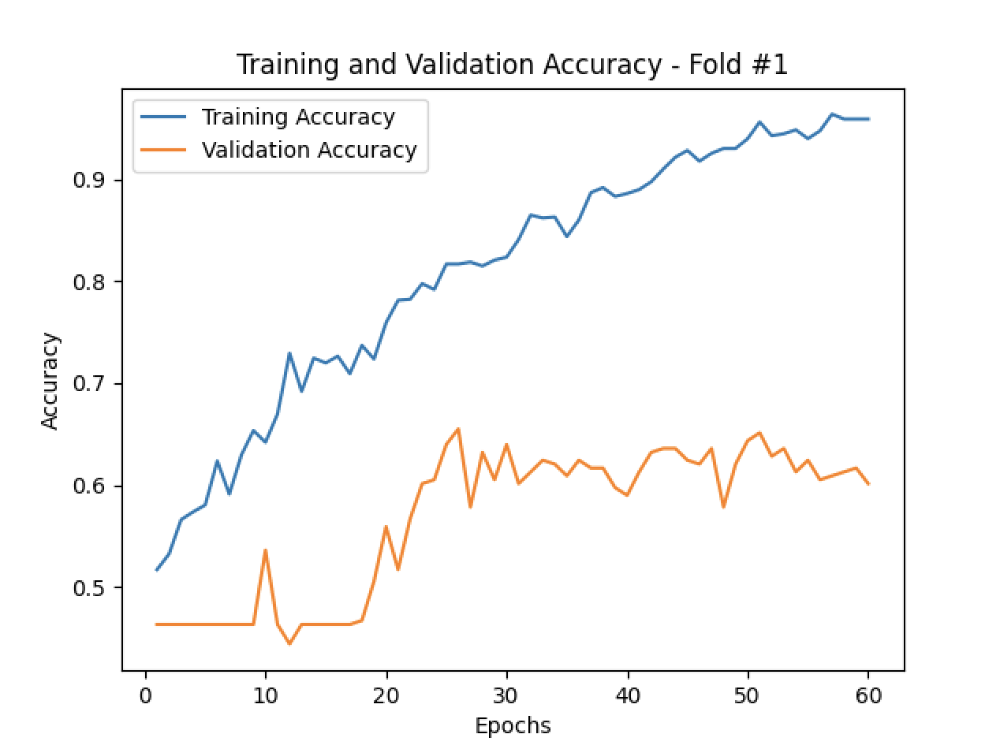 Training and Validation Accuracy - Fold #1
Training Accuracy
Validation Accuracy
0.9
0.8
0.7
0.6
0.5
Accuracy
0 10 20 30 40 50 60
Epochs